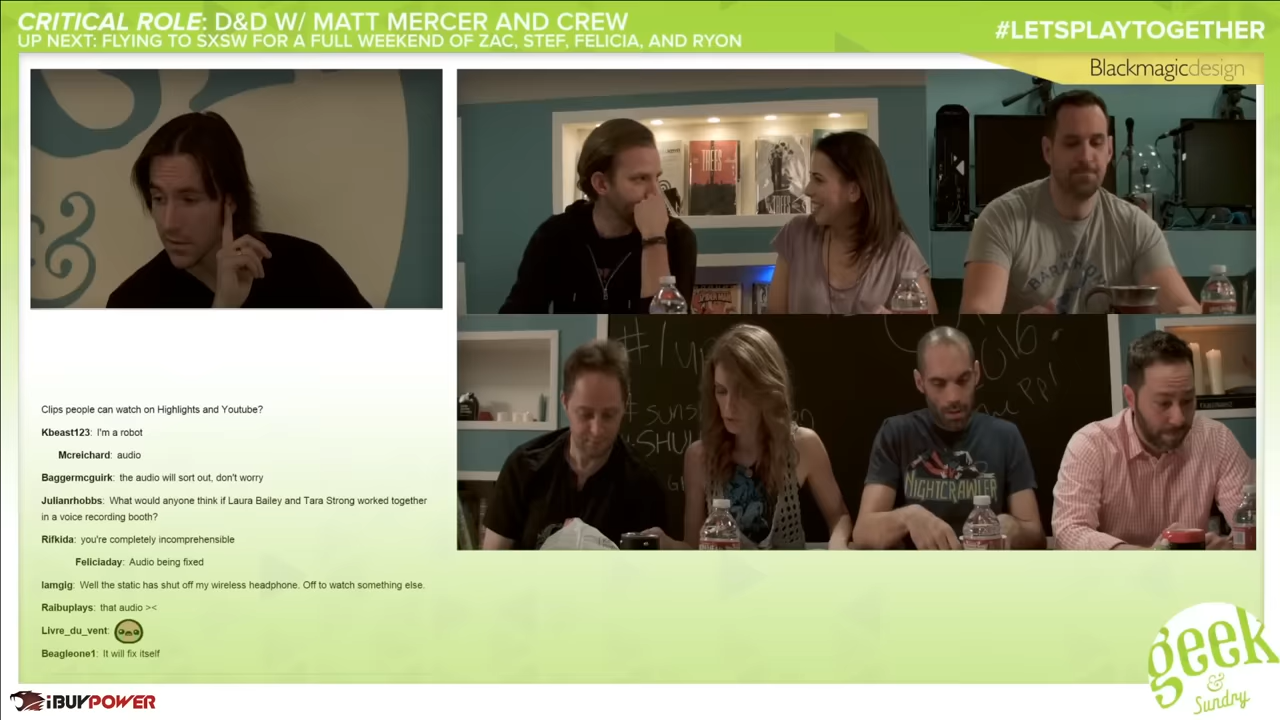 CRITICAL ROLE: D&D W/ MATT MERCER AND CREW
UP NEXT: FLYING TO SXSW FOR A FULL WEEKEND OF ZAC, STEF, FELICIA, AND RYON
#LETSPLAYTOGETHER
Blackmagicdesign
&
TREES
NIGHTCRAWLER
Clips people can watch on Highlights and Youtube?
Kbeast123: I'm a robot
Mcreichard: audio
Baggermcguirk: the audio will sort out, don't worry
Julianrhobbs: What would anyone think if Laura Bailey and Tara Strong worked together
in a voice recording booth?
Rifkida: you're completely incomprehensible
Feliciaday: Audio being fixed
Iamgig: Well the static has shut off my wireless headphone. Off to watch something else.
Raibuplays: that audio ><
Livre_du_vent:
Beagleone1: It will fix itself
iBUYPOWER
geek
&
Sundry